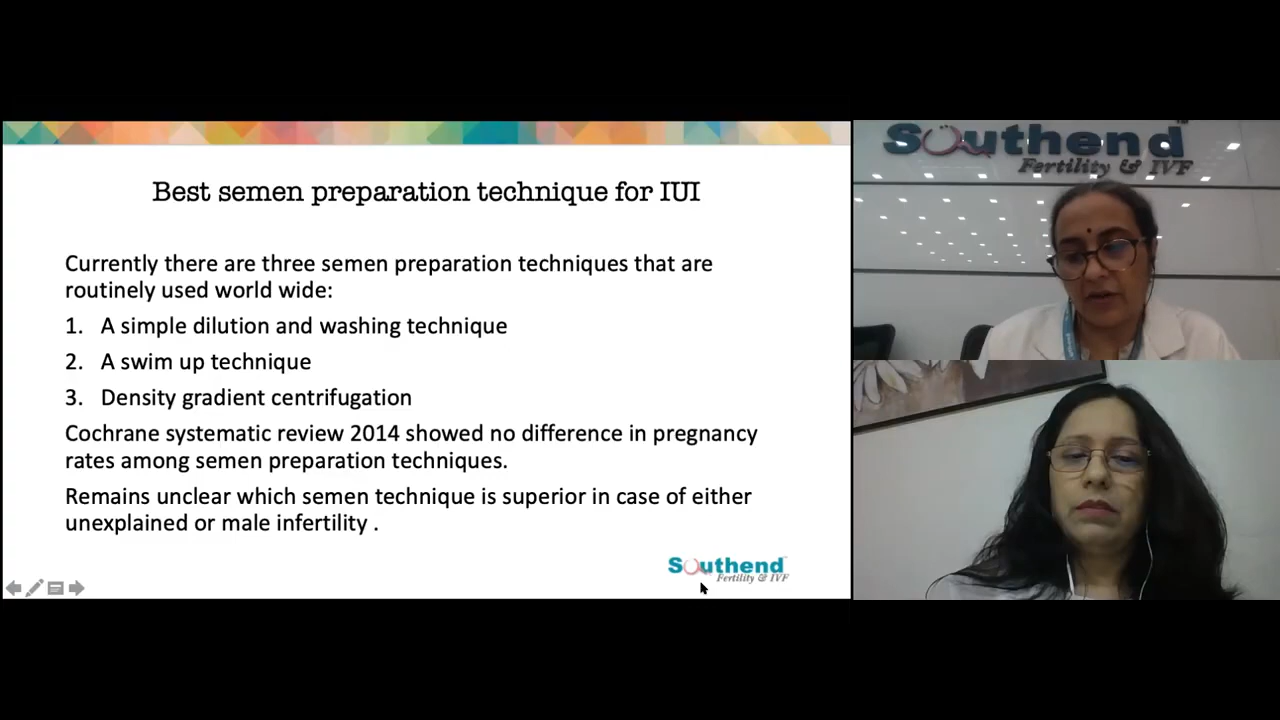 Best semen preparation technique for IUI
Currently there are three semen preparation techniques that are
routinely used world wide:
1. A simple dilution and washing technique
2. A swim up technique
3. Density gradient centrifugation
Cochrane systematic review 2014 showed no difference in pregnancy
rates among semen preparation techniques.
Remains unclear which semen technique is superior in case of either
unexplained or male infertility .
Southend
Fertility & IVF
Southend
Fertility & IVF